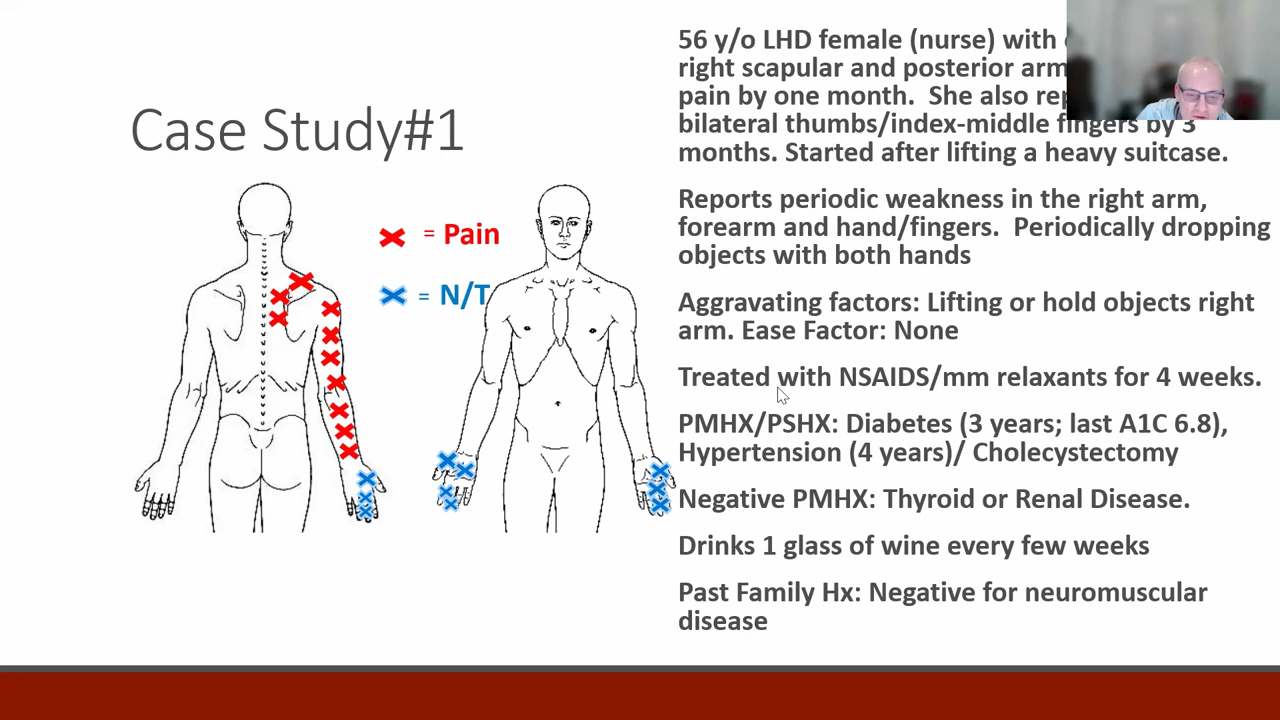 Case Study#1
= Pain
= N/T
56 y/o LHD female (nurse) with
right scapular and posterior arm
pain by one month. She also
bilateral thumbs/index-middle fingers by 3
months. Started after lifting a heavy suitcase.
Reports periodic weakness in the right arm,
forearm and hand/fingers. Periodically dropping
objects with both hands
Aggravating factors: Lifting or hold objects right
arm. Ease Factor: None
Treated with NSAIDS/mm relaxants for 4 weeks.
PMHX/PSHX: Diabetes (3 years; last A1C 6.8),
Hypertension (4 years)/ Cholecystectomy
Negative PMHX: Thyroid or Renal Disease.
Drinks 1 glass of wine every few weeks
Past Family Hx: Negative for neuromuscular
disease